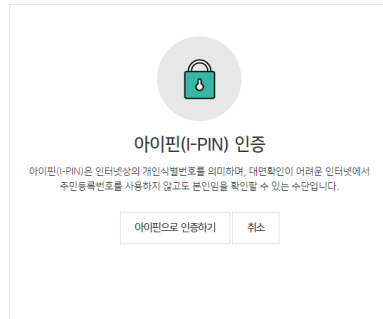 아이핀(I-PIN) 인증
아이핀(I-PIN)은 인터넷상의 개인식별번호를 의미하며, 대면확인이 어려운 인터넷에서
주민등록번호를 사용하지 않고도 본인임을 확인할 수 있는 수단입니다.
아이핀으로 인증하기 취소